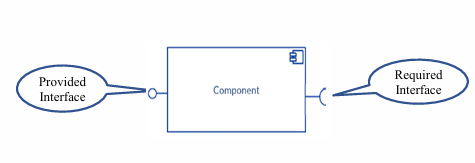 Provided
Interface
Component
Required
Interface